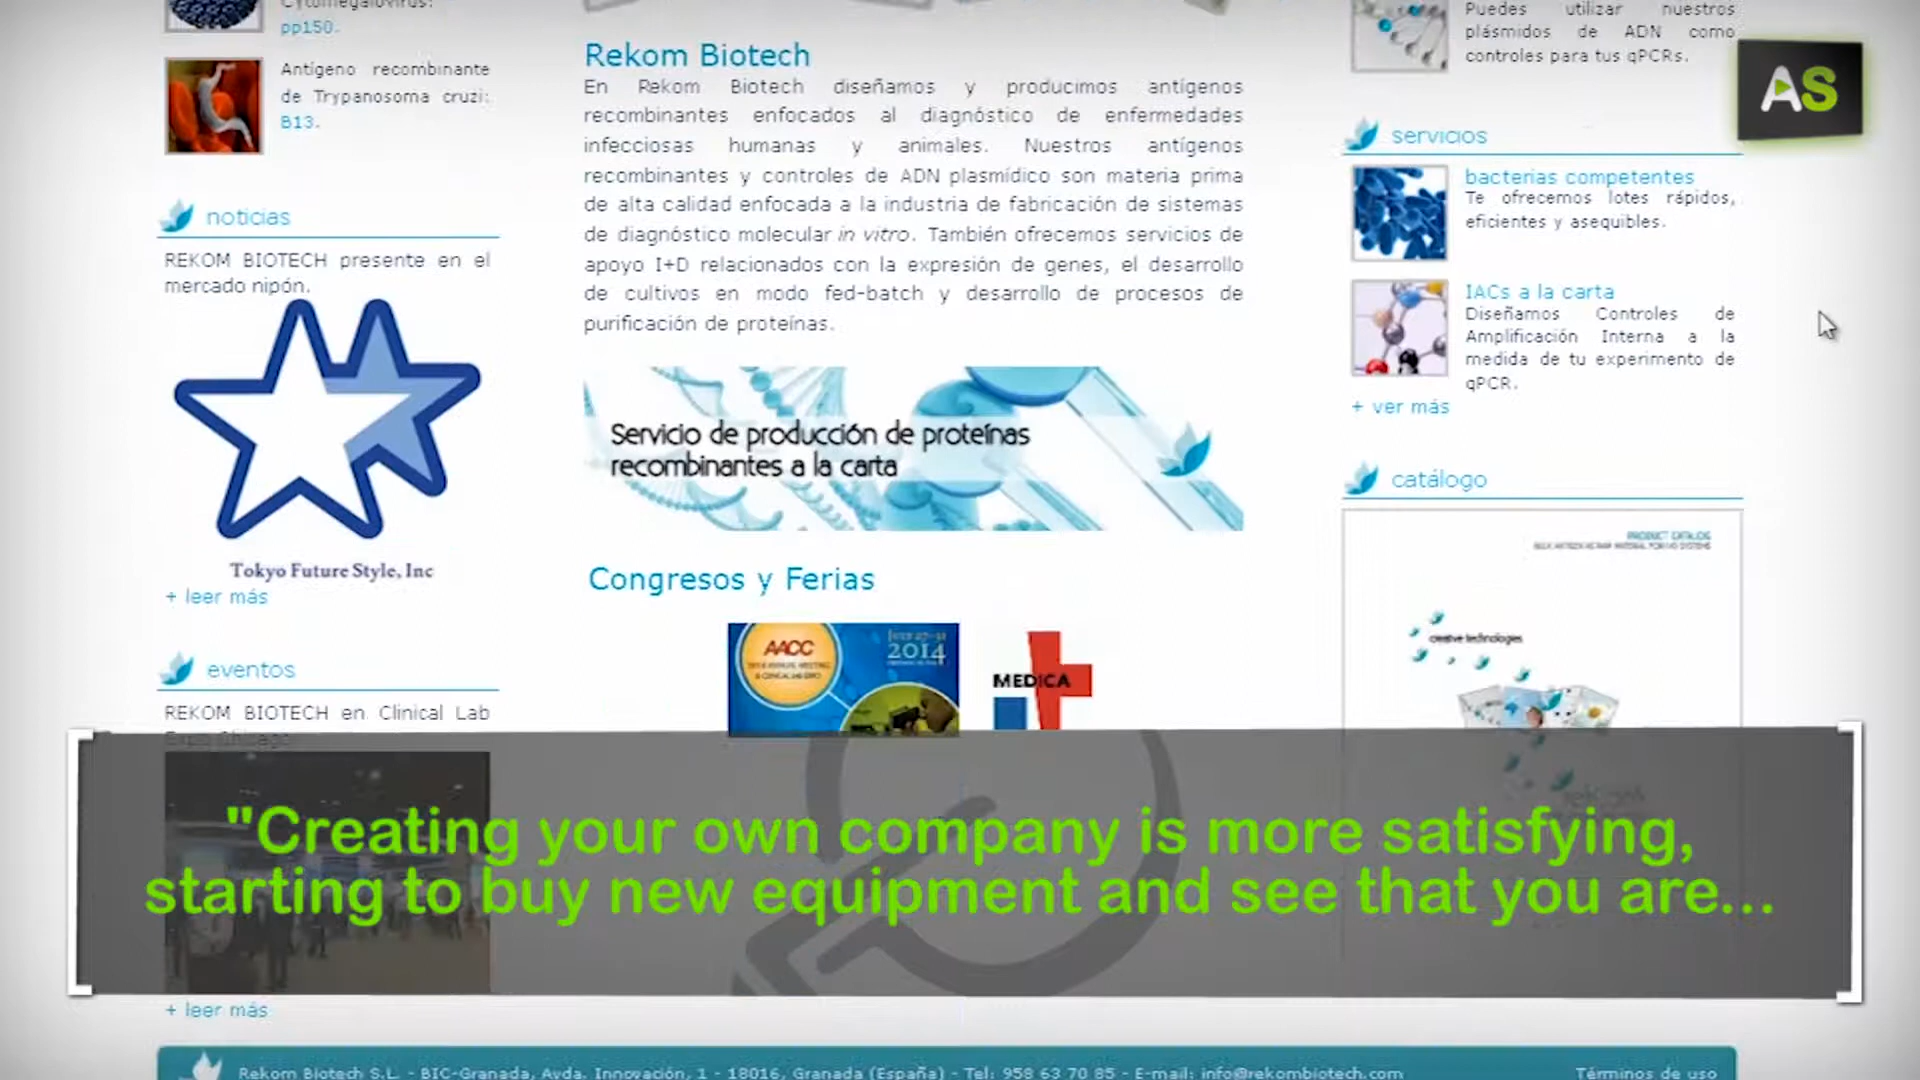 Cytomegalovirus:
pp150.
Antígeno recombinante
de Trypanosoma cruzi:
B13.
noticias
REKOM BIOTECH presente en el
mercado nipón.
Tokyo Future Style, Inc
+ leer más
eventos
REKOM BIOTECH en Clinical Lab
Expo Chicago
+ leer más
Rekom Biotech
En Rekom Biotech diseñamos y producimos antígenos
recombinantes enfocados al diagnóstico de enfermedades
infecciosas humanas y animales. Nuestros antígenos
recombinantes y controles de ADN plasmídico son materia prima
de alta calidad enfocada a la industria de fabricación de sistemas
de diagnóstico molecular in vitro. También ofrecemos servicios de
apoyo I+D relacionados con la expresión de genes, el desarrollo
de cultivos en modo fed-batch y desarrollo de procesos de
purificación de proteínas.
Servicio de producción de proteínas
recombinantes a la carta
Congresos y Ferias
AACC
2014
MEDICA
Puedes utilizar nuestros
plásmidos de ADN como
controles para tus qPCRs.
AS
servicios
bacterias competentes
Te ofrecemos lotes rápidos,
eficientes y asequibles.
IACs a la carta
Diseñamos Controles de
Amplificación Interna a la
medida de tu experimento de
qPCR.
+ ver más
catálogo
PRODUCT CATALOG
creative technologies
"Creating your own company is more satisfying,
starting to buy new equipment and see that you are...
Rekom Biotech S.L. - BIC-Granada, Avda. Innovación, 1 - 18016, Granada (España) - Tel: 958 63 70 85 - E-mail: info@rekombiotech.com
Términos de uso